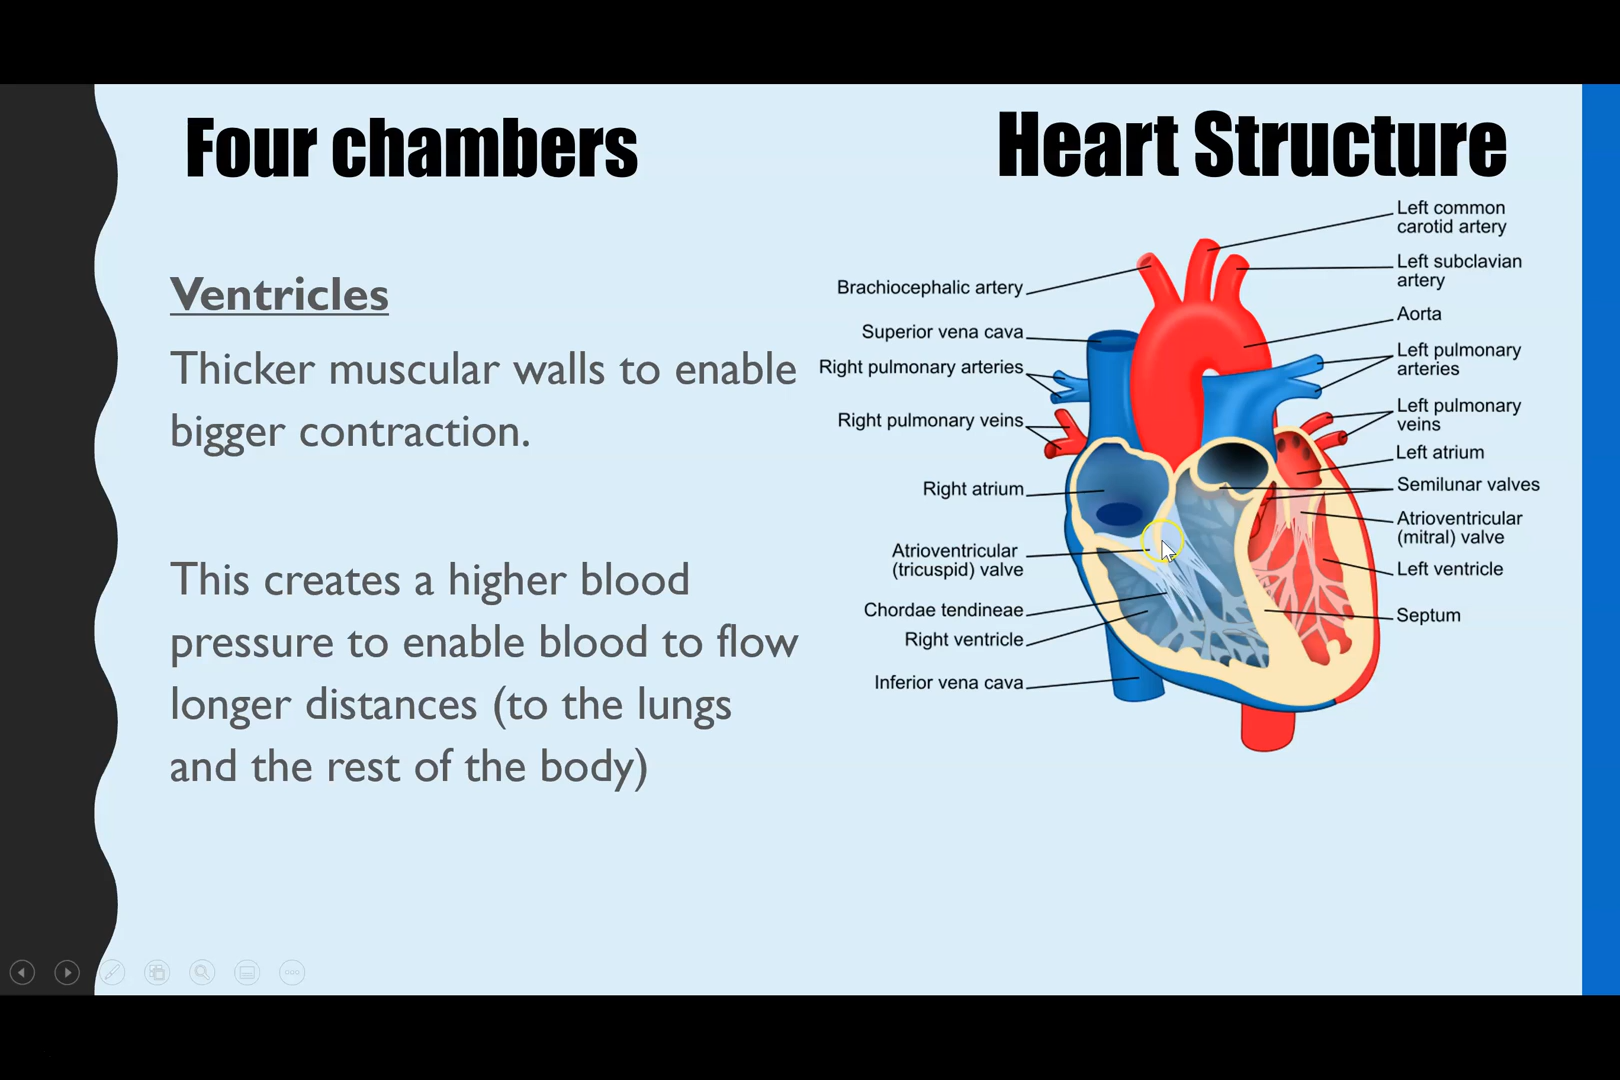 Four chambers
Heart Structure
Ventricles
Thicker muscular walls to enable
bigger contraction.
This creates a higher blood
pressure to enable blood to flow
longer distances (to the lungs
and the rest of the body)
Brachiocephalic artery
Superior vena cava
Right pulmonary arteries
Right pulmonary veins
Right atrium
Atrioventricular
(tricuspid) valve
Chordae tendineae
Right ventricle
Inferior vena cava
Left common
carotid artery
Left subclavian
artery
Aorta
Left pulmonary
arteries
Left pulmonary
veins
Left atrium
Semilunar valves
Atrioventricular
(mitral) valve
Left ventricle
Septum